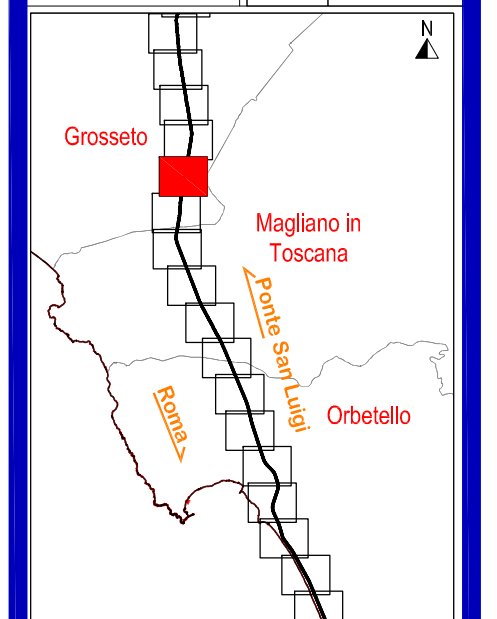 N
Grosseto
Magliano in
Toscana
Ponte San Luigi
Roma
Orbetello